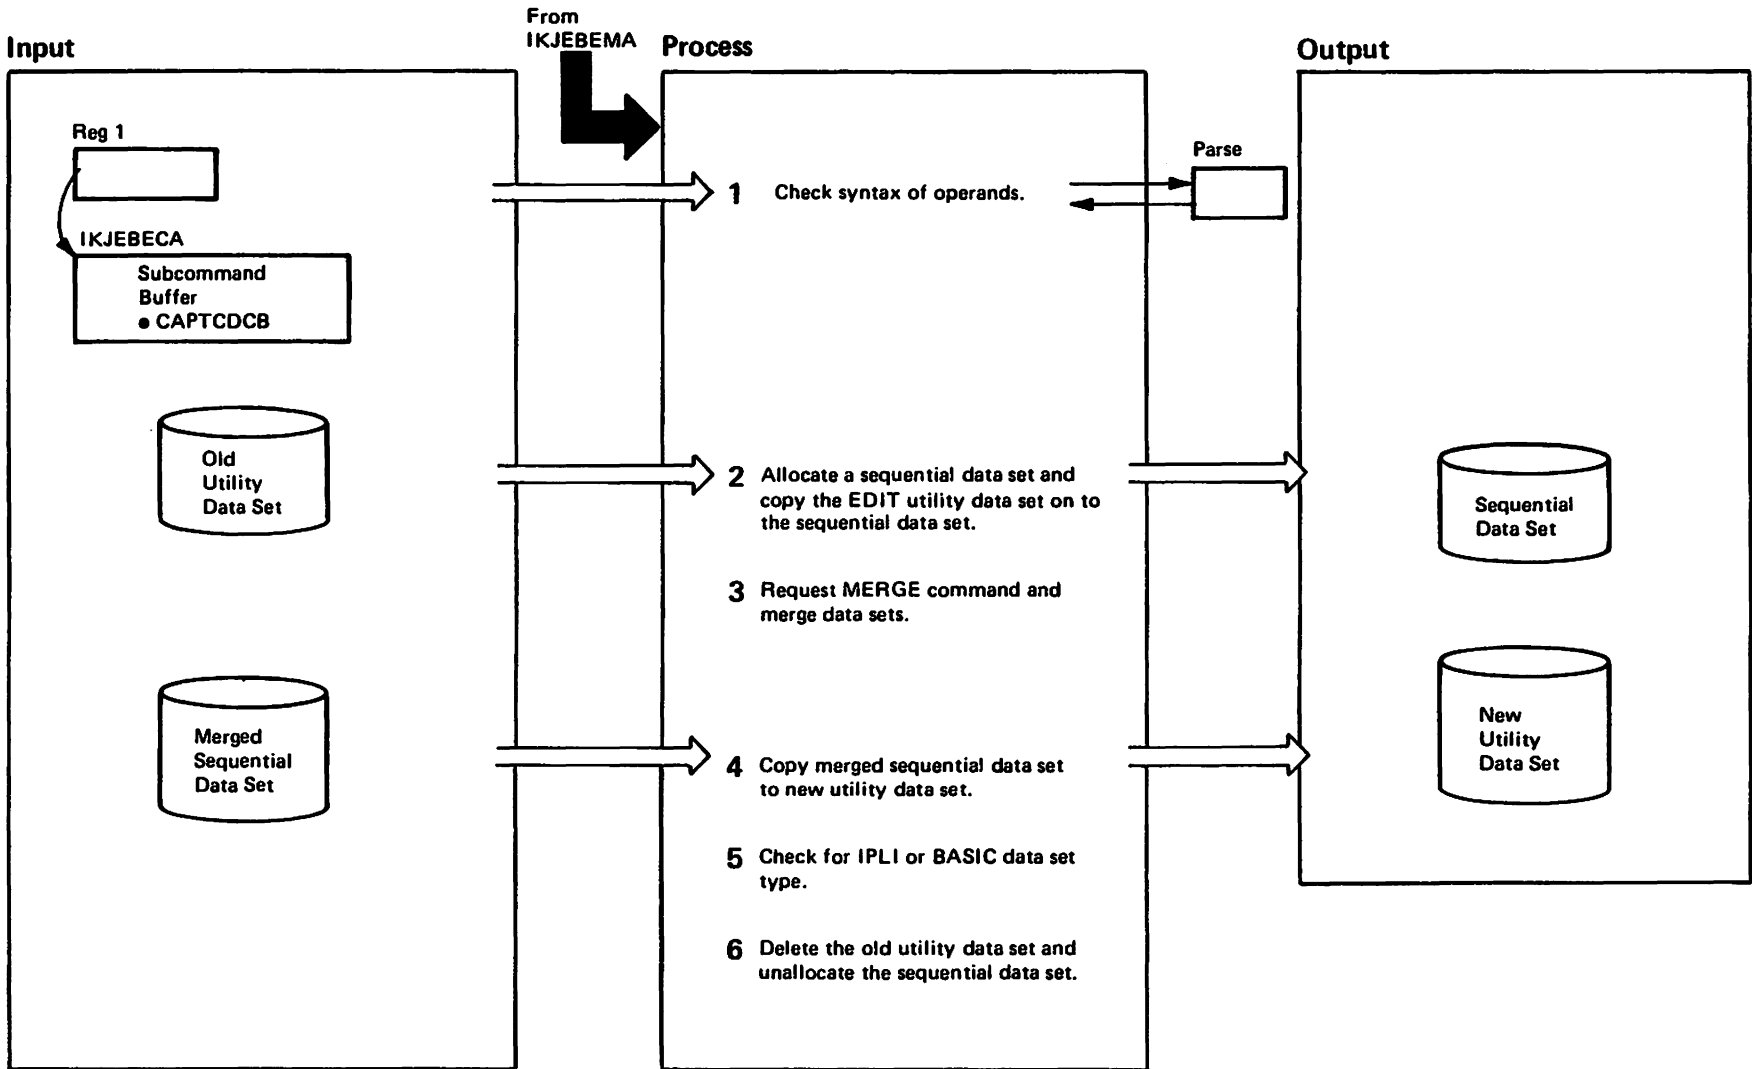 From
IKJEBEMA
Input
Process
Output
Reg 1
Parse
1 Check syntax of operands.
IKJEBECA
Subcommand
Buffer
● CAPTCDCB
Old
Utility
Data Set
2 Allocate a sequential data set and
copy the EDIT utility data set on to
the sequential data set.
Sequential
Data Set
3 Request MERGE command and
merge data sets.
Merged
Sequential
Data Set
4 Copy merged sequential data set
to new utility data set.
New
Utility
Data Set
5 Check for IPLI or BASIC data set
type.
6 Delete the old utility data set and
unallocate the sequential data set.